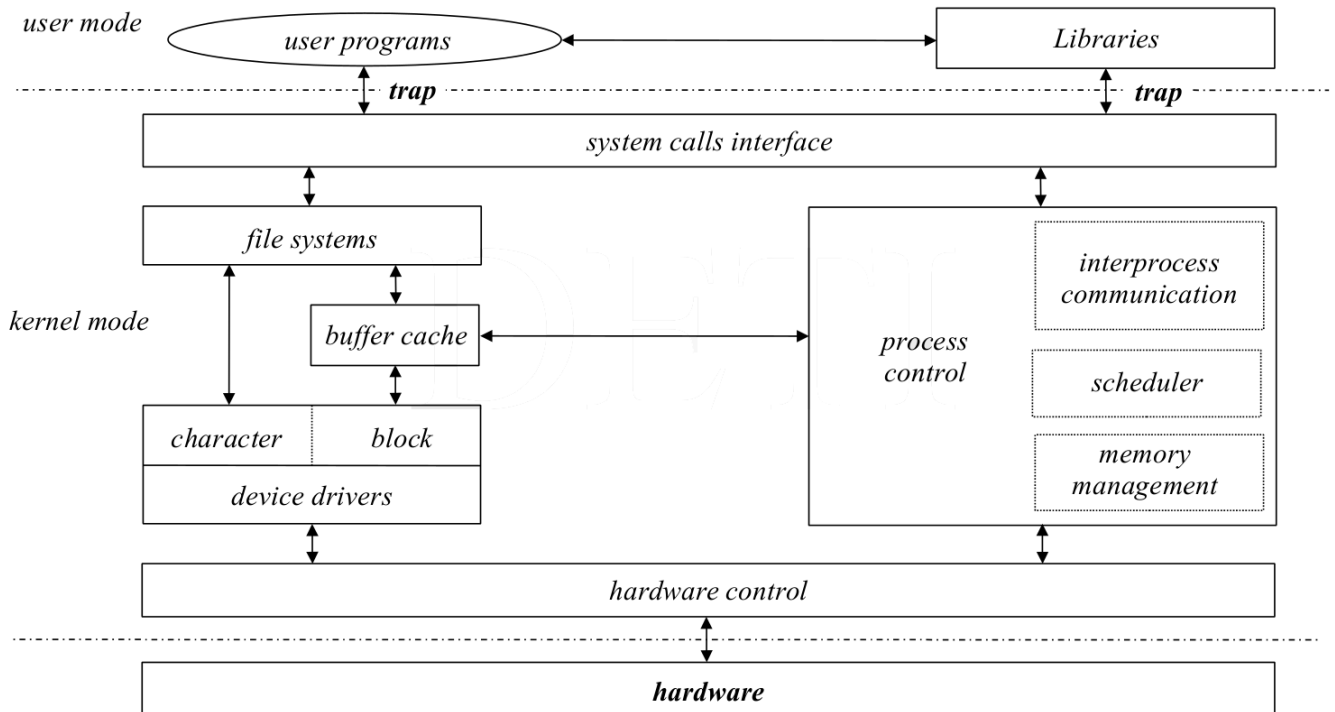 user mode
user programs
Libraries
trap
trap
system calls interface
file systems
interprocess
communication
kernel mode
buffer cache
process
control
scheduler
character
block
memory
management
device drivers
hardware control
hardware
DETI